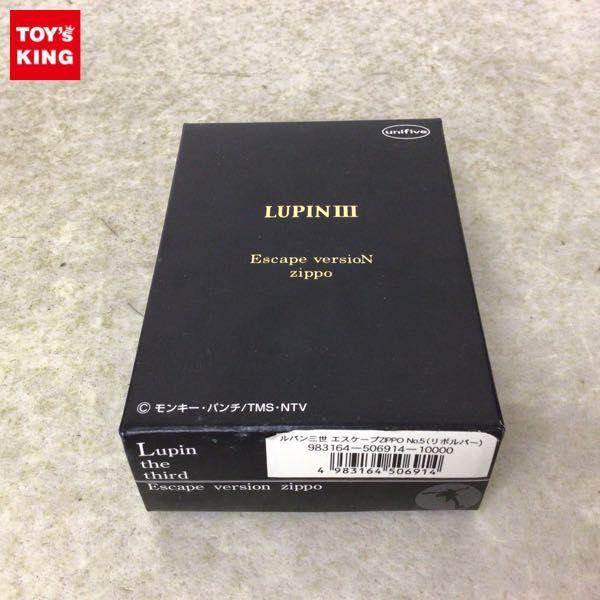 TOY's
KING
unifive
LUPIN III
Escape versioN
zippo
© モンキー・パンチ/TMS・NTV
ルパン三世 エスケープZIPPO No.5(リボルバー)
983164-506914-10000
4 983164 506914
Lupin
the
third
Escape version zippo